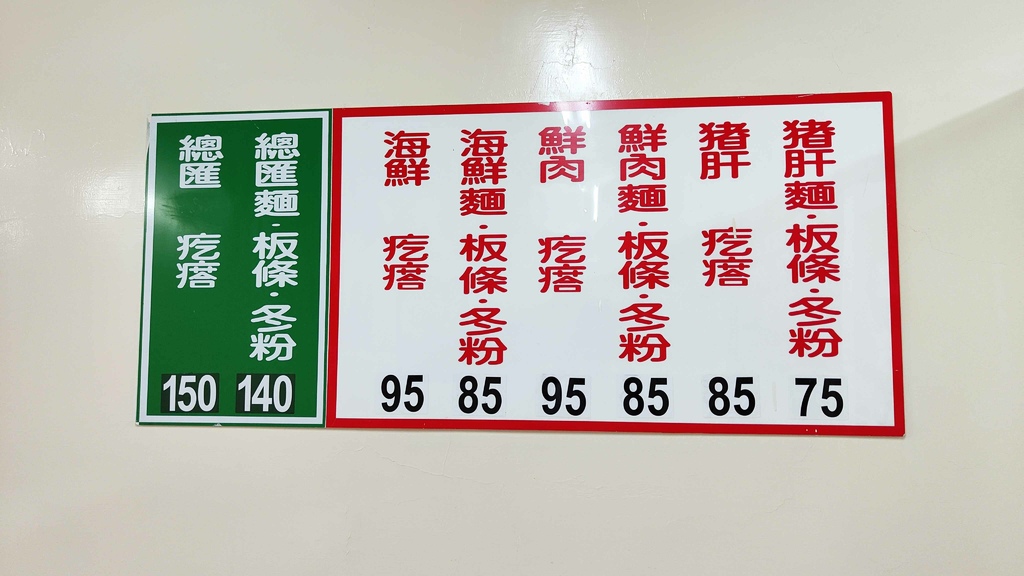 猪肝麵·板條·冬粉 75
猪肝 疙瘩 85
鮮肉麵·板條·冬粉 85
鮮肉 疙瘩 95
海鮮麵·板條·冬粉 85
海鮮 疙瘩 95
總匯麵·板條·冬粉 140
總匯 疙瘩 150